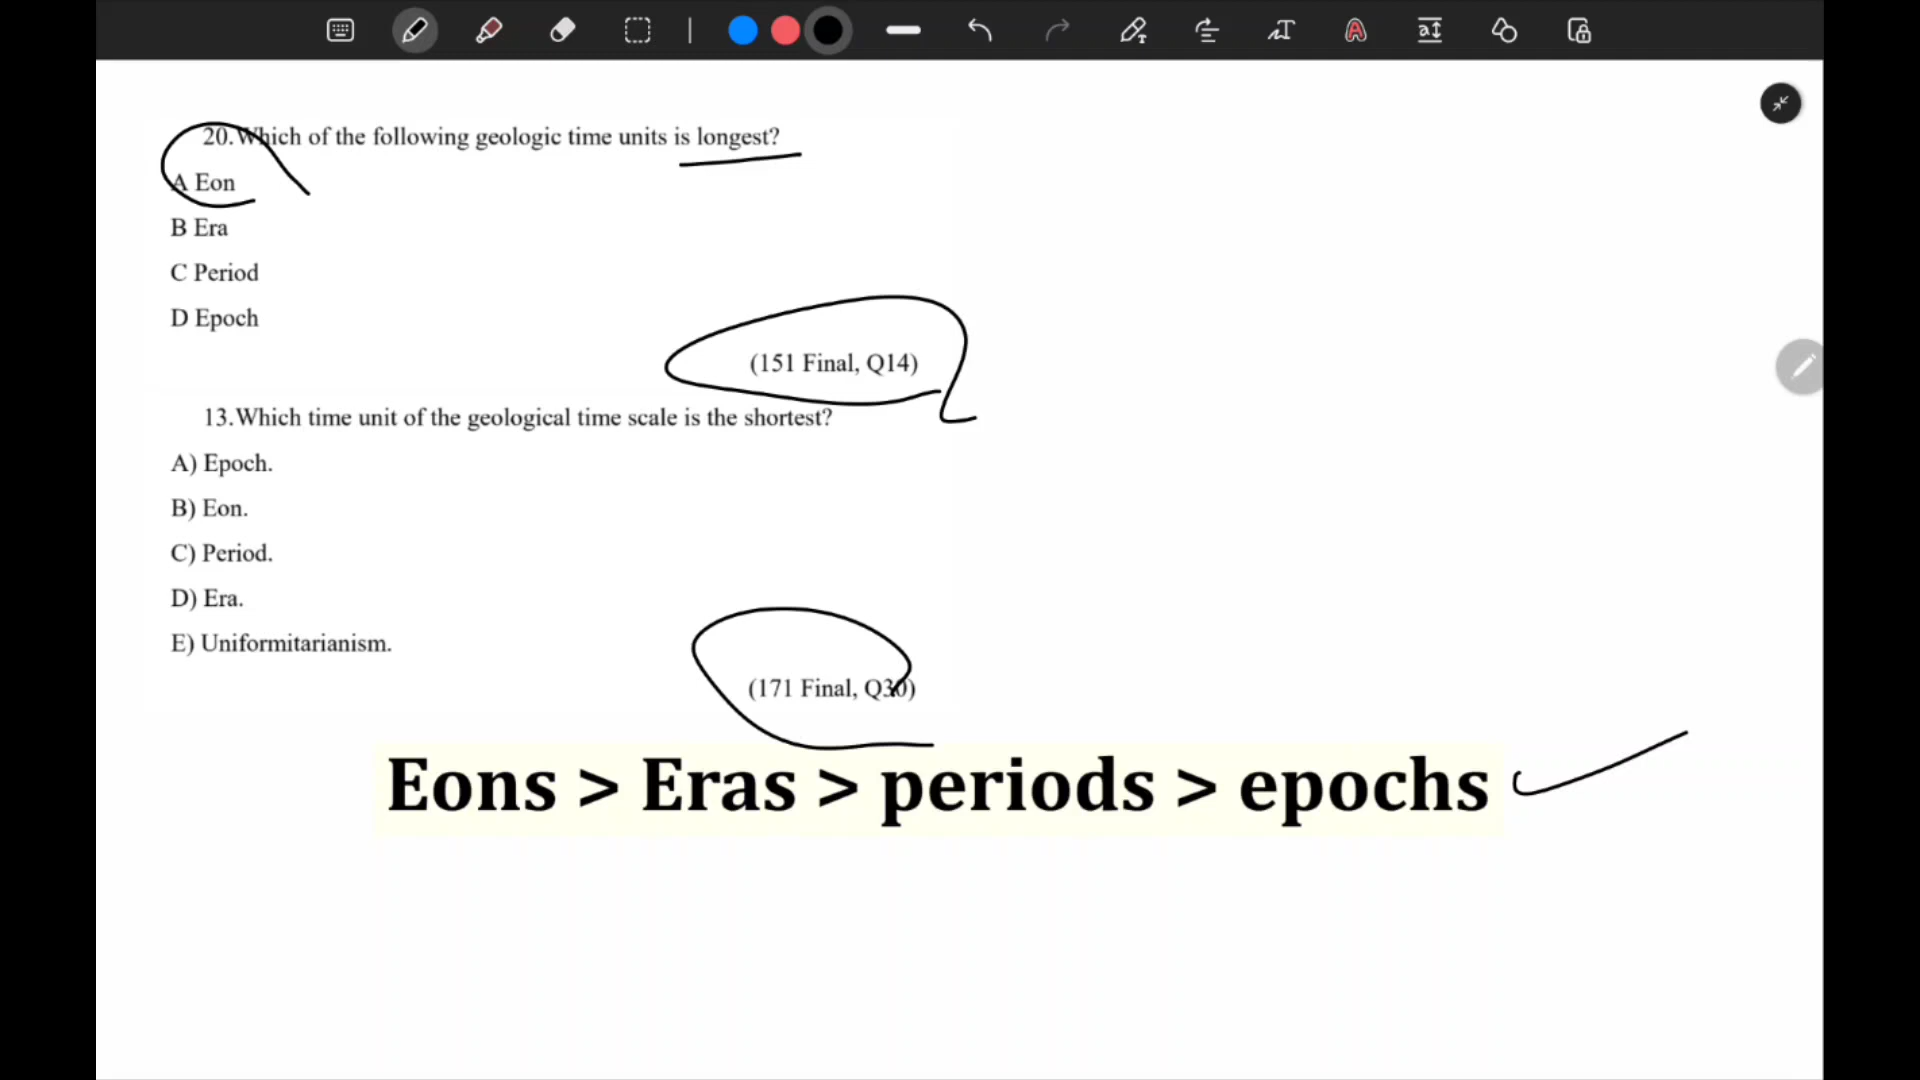 20.Which of the following geologic time units is longest?
A Eon
B Era
C Period
D Epoch
(151 Final, Q14)
13.Which time unit of the geological time scale is the shortest?
A) Epoch.
B) Eon.
C) Period.
D) Era.
E) Uniformitarianism.
(171 Final, Q30)
Eons > Eras > periods > epochs